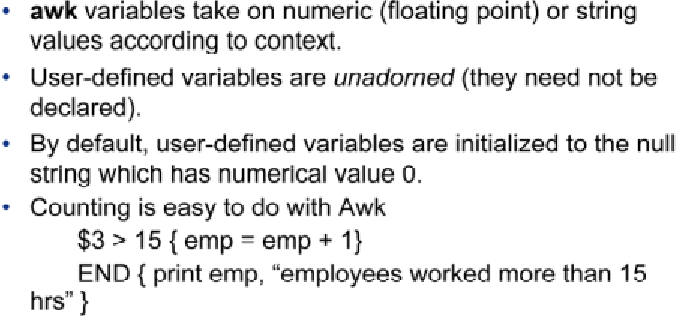 • awk variables take on numeric (floating point) or string
values according to context.
• User-defined variables are unadorned (they need not be
declared).
• By default, user-defined variables are initialized to the null
string which has numerical value 0.
• Counting is easy to do with Awk
$3 > 15 { emp = emp + 1}
END { print emp, “employees worked more than 15
hrs” }